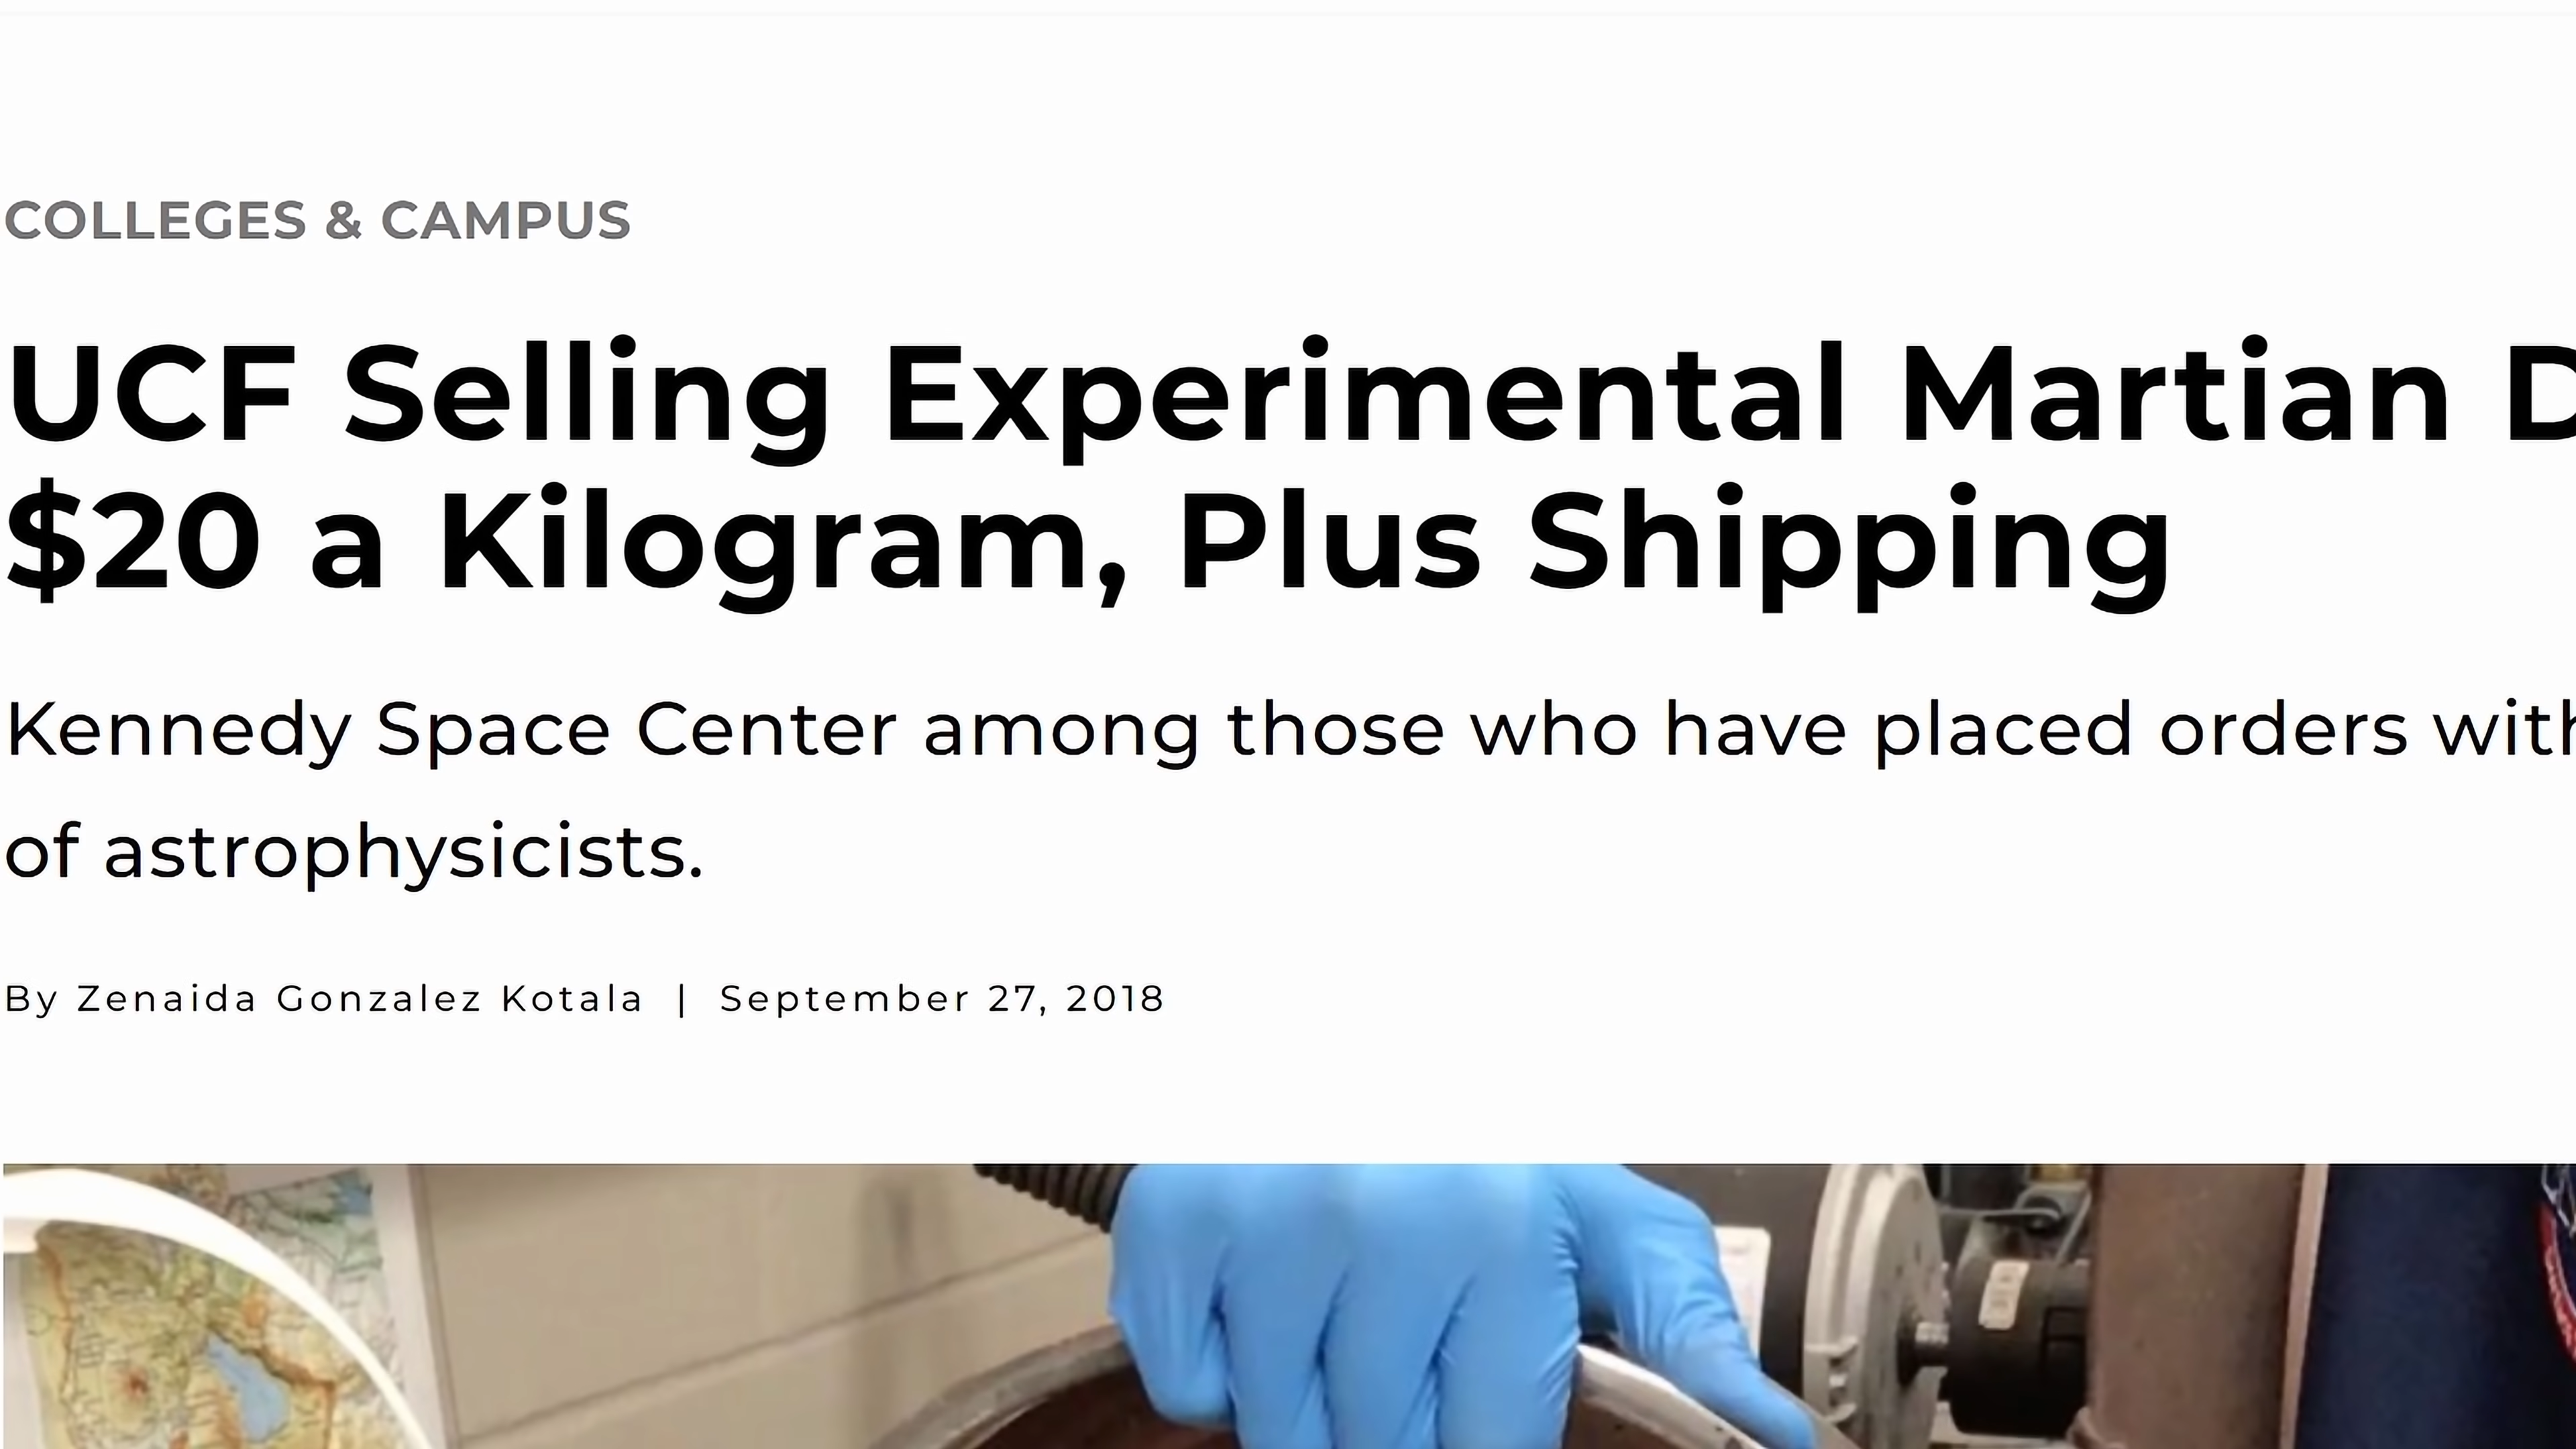 COLLEGES & CAMPUS
UCF Selling Experimental Martian D
$20 a Kilogram, Plus Shipping
Kennedy Space Center among those who have placed orders with
of astrophysicists.
By Zenaida Gonzalez Kotala | September 27, 2018